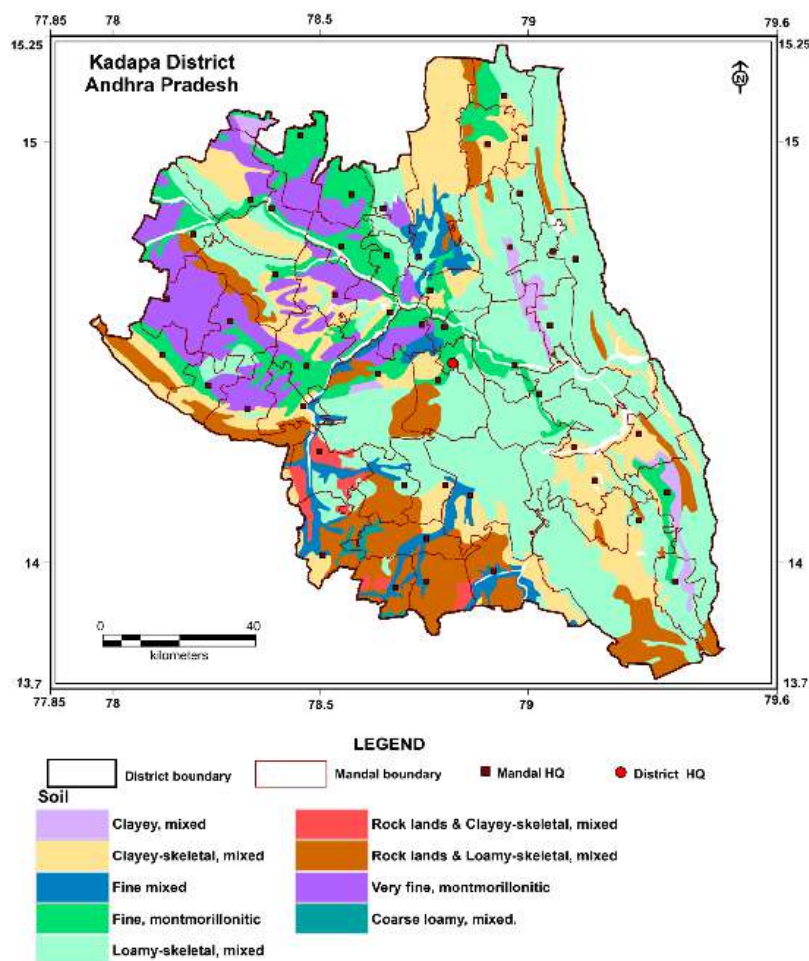 77.85 78 78.5 79 79.6
15.25 15.25
Kadapa District
Andhra Pradesh
N
15 15
14 14
0 40
kilometers
13.7 13.7
77.85 78 78.5 79 79.6
LEGEND
District boundary Mandal boundary Mandal HQ District HQ
Soil
Clayey, mixed Rock lands & Clayey-skeletal, mixed
Clayey-skeletal, mixed Rock lands & Loamy-skeletal, mixed
Fine mixed Very fine, montmorillonitic
Fine, montmorillonitic Coarse loamy, mixed.
Loamy-skeletal, mixed